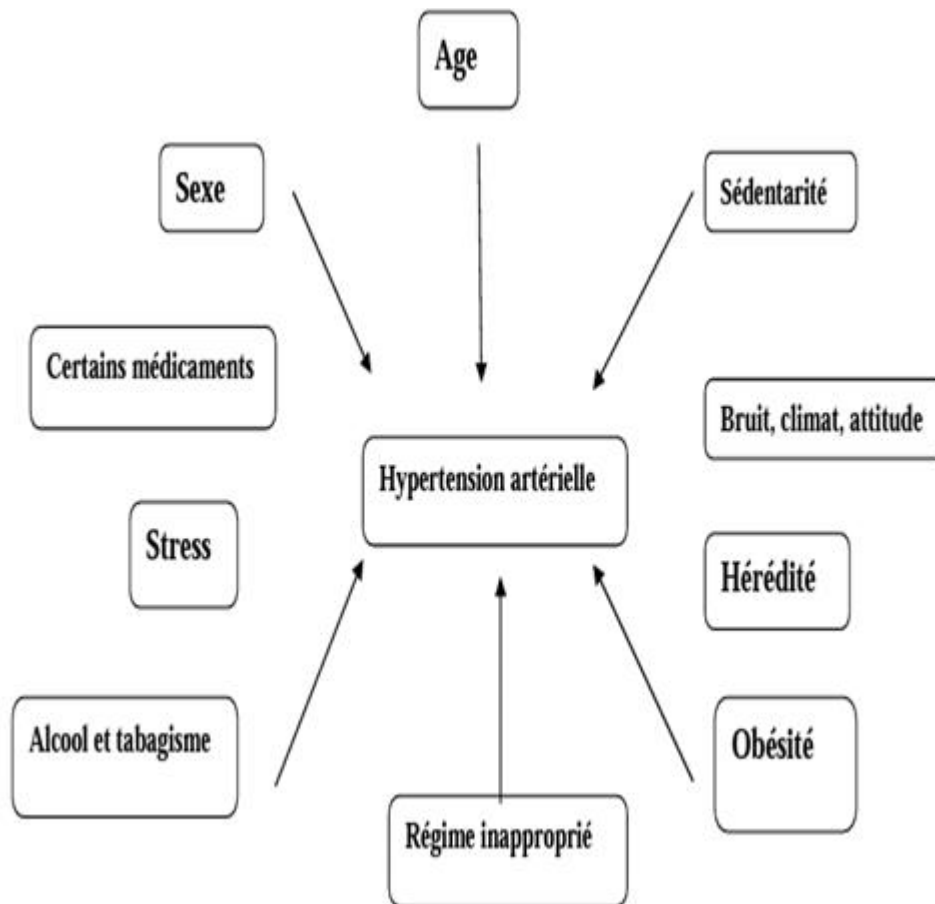 Age
Sexe
Sédentarité
Certains médicaments
Bruit, climat, attitude
Hypertension artérielle
Stress
Hérédité
Alcool et tabagisme
Obésité
Régime inapproprié